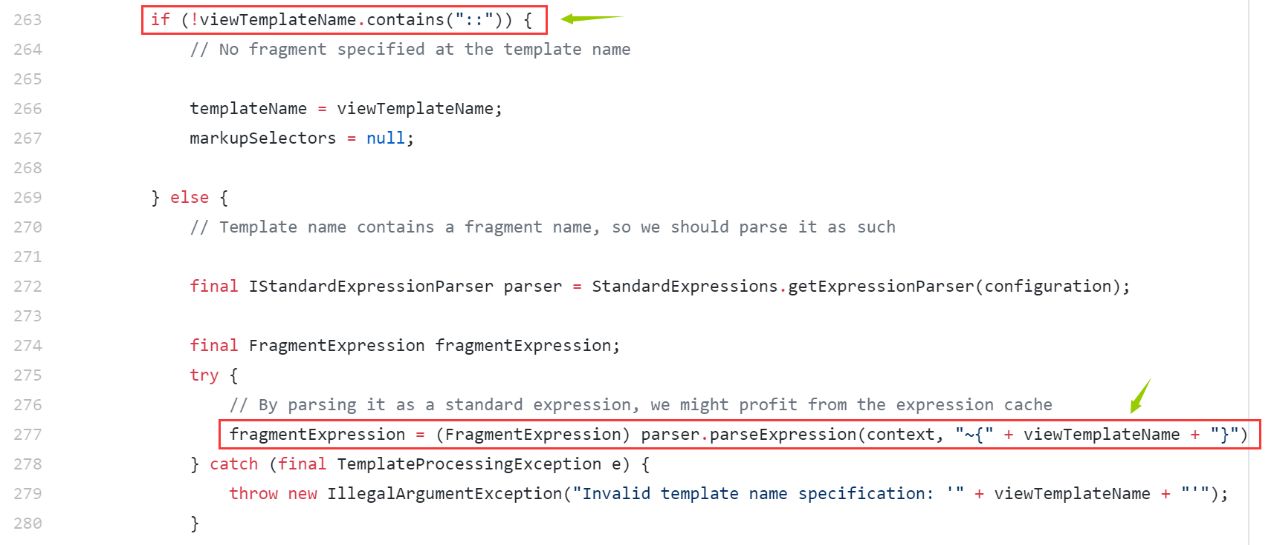 263 if (!viewTemplateName.contains("::")) {
264 // No fragment specified at the template name
265
266 templateName = viewTemplateName;
267 markupSelectors = null;
268
269 } else {
270 // Template name contains a fragment name, so we should parse it as such
271
272 final IStandardExpressionParser parser = StandardExpressions.getExpressionParser(configuration);
273
274 final FragmentExpression fragmentExpression;
275 try {
276 // By parsing it as a standard expression, we might profit from the expression cache
277 fragmentExpression = (FragmentExpression) parser.parseExpression(context, "~{" + viewTemplateName + "}")
278 } catch (final TemplateProcessingException e) {
279 throw new IllegalArgumentException("Invalid template name specification: '" + viewTemplateName + "'");
280 }